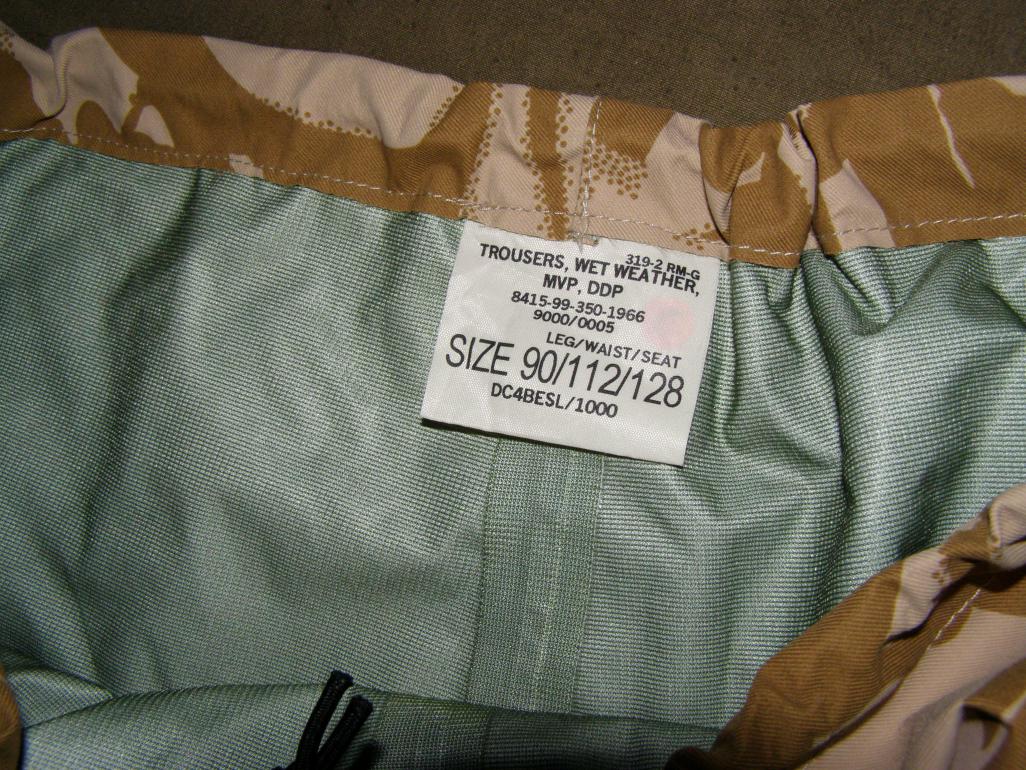 319-2 RM-G
TROUSERS, WET WEATHER,
MVP, DDP
8415-99-350-1966
9000/0005
LEG/WAIST/SEAT
SIZE 90/112/128
DC4BESL/1000